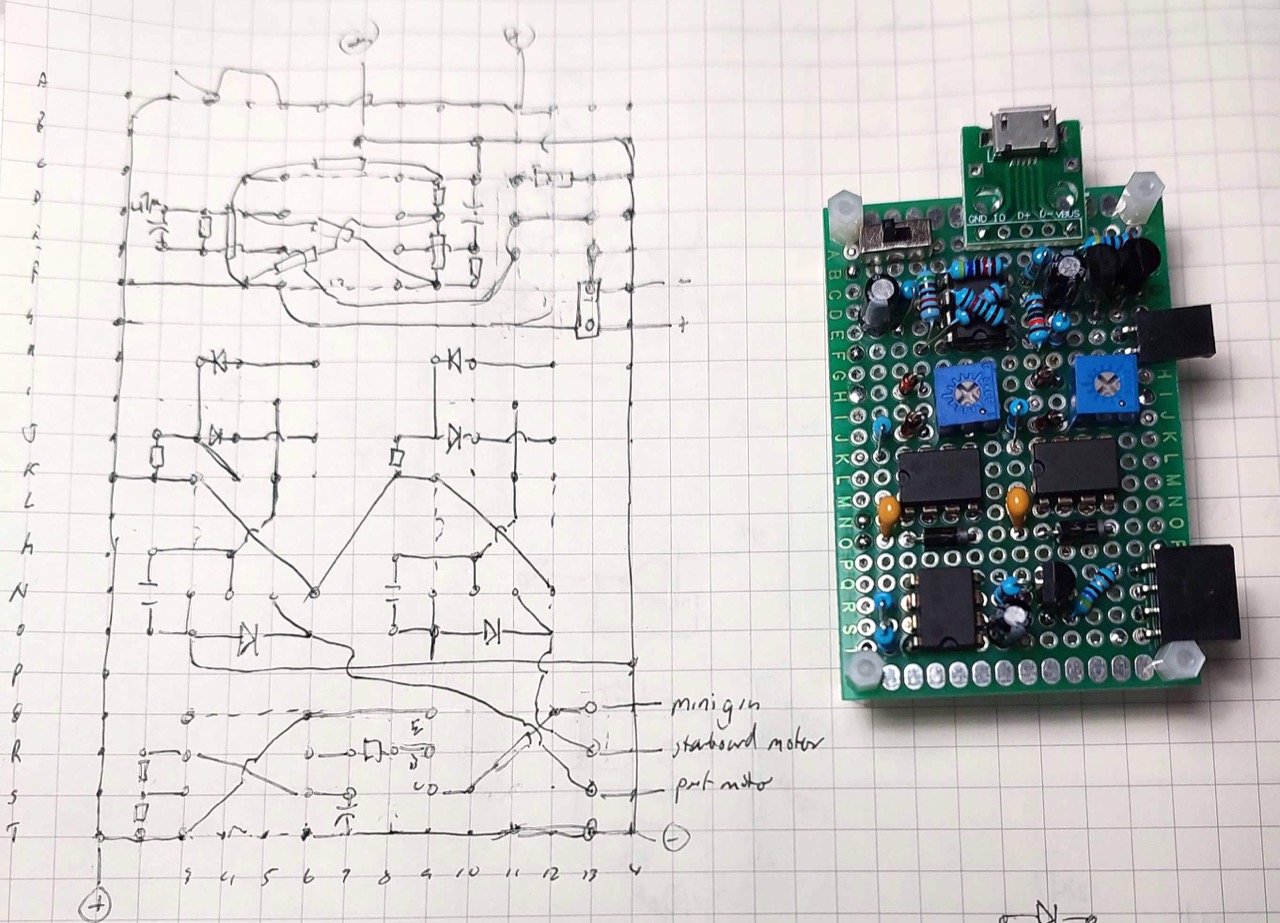 +
A
B
C
D
47µ
E
F
-
G
+
H
I
J
K
L
M
N
O
P
Q
minigun
R
starboard motor
S
port motor
T
-
3 4 5 6 7 8 9 10 11 12 13 14
+
GND ID D+ D- VBUS
A
B
C
D
E
F
G
H
I
J
K
L
M
N
O
P
Q
R
S
H
I
J
K
L
M
N
O
P